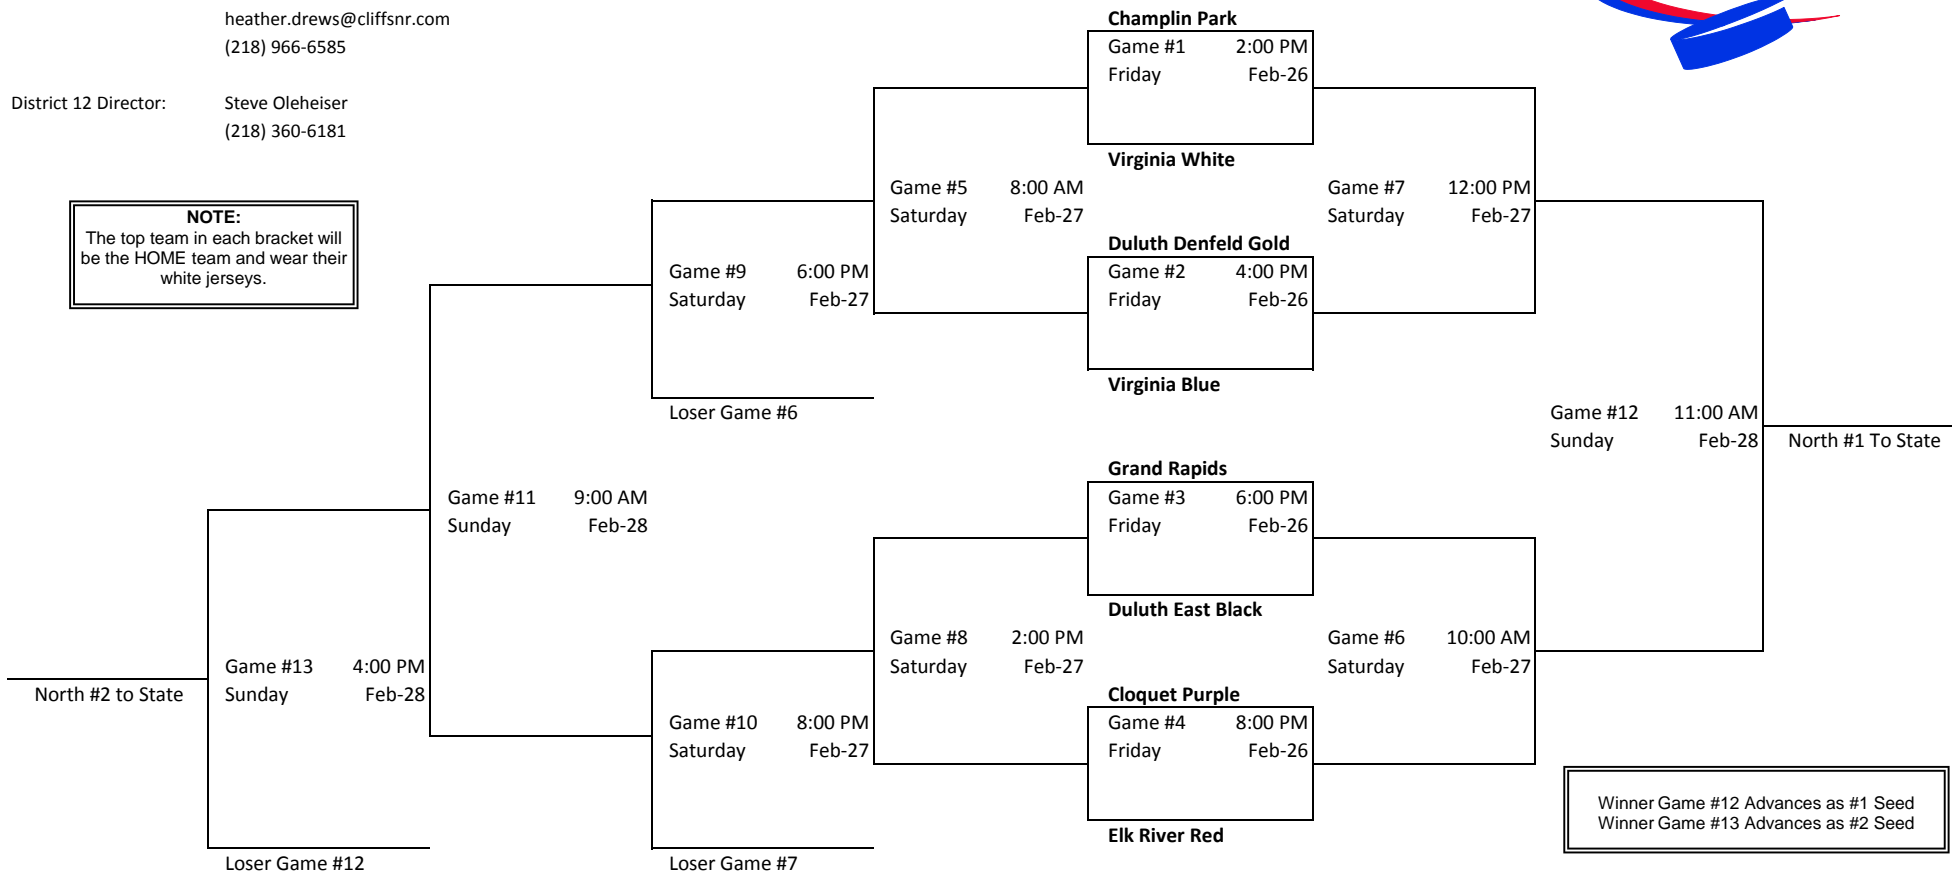 heather.drews@cliffsnr.com
(218) 966-6585
District 12 Director: Steve Oleheiser
(218) 360-6181
NOTE:
The top team in each bracket will
be the HOME team and wear their
white jerseys.
Champlin Park
Game #1 2:00 PM
Friday Feb-26
Virginia White
Game #5 8:00 AM
Saturday Feb-27
Game #7 12:00 PM
Saturday Feb-27
Duluth Denfeld Gold
Game #9 6:00 PM
Saturday Feb-27
Game #2 4:00 PM
Friday Feb-26
Virginia Blue
Loser Game #6
Game #12 11:00 AM
Sunday Feb-28
North #1 To State
Grand Rapids
Game #11 9:00 AM
Sunday Feb-28
Game #3 6:00 PM
Friday Feb-26
Duluth East Black
Game #8 2:00 PM
Saturday Feb-27
Game #6 10:00 AM
Saturday Feb-27
Game #13 4:00 PM
Sunday Feb-28
North #2 to State
Cloquet Purple
Game #10 8:00 PM
Saturday Feb-27
Game #4 8:00 PM
Friday Feb-26
Elk River Red
Winner Game #12 Advances as #1 Seed
Winner Game #13 Advances as #2 Seed
Loser Game #12
Loser Game #7